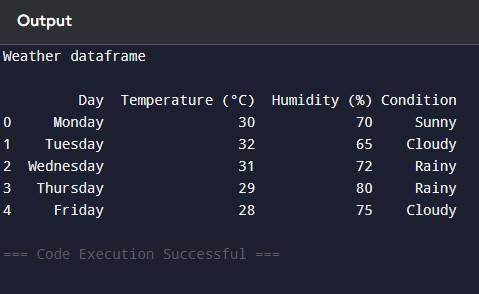 Output
Weather dataframe
Day Temperature (°C) Humidity (%) Condition
0 Monday 30 70 Sunny
1 Tuesday 32 65 Cloudy
2 Wednesday 31 72 Rainy
3 Thursday 29 80 Rainy
4 Friday 28 75 Cloudy
=== Code Execution Successful ===